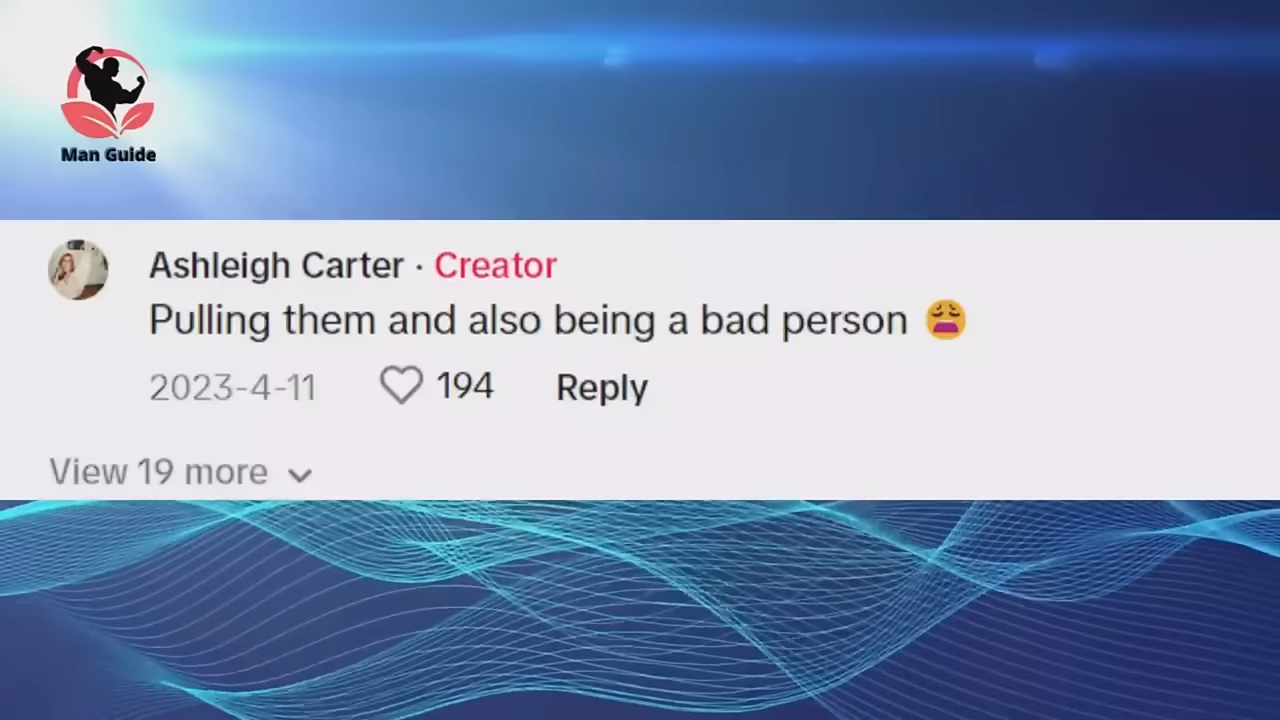 Man Guide
Ashleigh Carter · Creator
Pulling them and also being a bad person 😩
2023-4-11 194 Reply
View 19 more